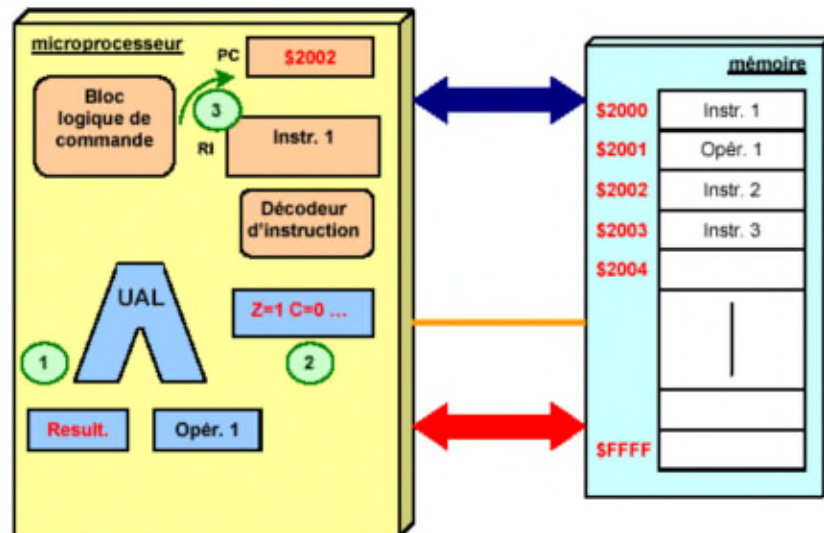 microprocesseur
PC
$2002
Bloc
logique de
commande
3
RI
Instr. 1
Décodeur
d'instruction
UAL
Z=1 C=0 ...
1
2
Result.
Opér. 1
mémoire
$2000
Instr. 1
$2001
Opér. 1
$2002
Instr. 2
$2003
Instr. 3
$2004
$FFFF